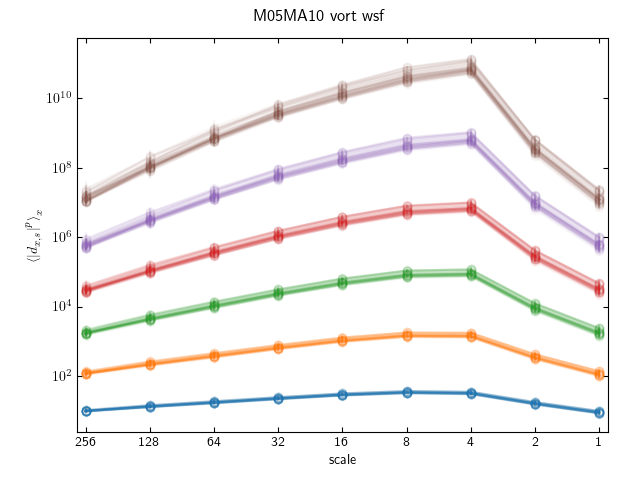 M05MA10 vort wsf
10^{10}
10^{8}
10^{6}
10^{4}
10^{2}
⟨|d_{x,s}|^p⟩_x
256 128 64 32 16 8 4 2 1
scale